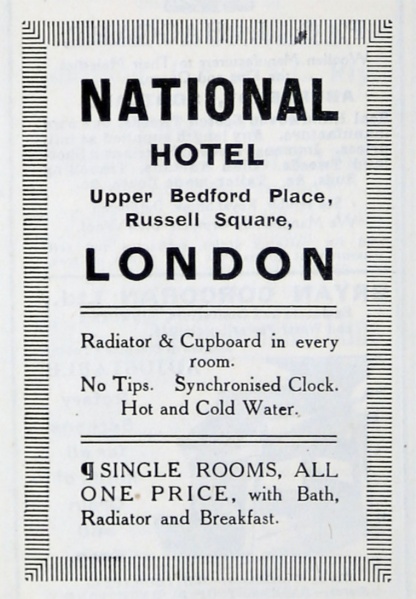 NATIONAL
HOTEL
Upper Bedford Place,
Russell Square,
LONDON
Radiator & Cupboard in every
room.
No Tips. Synchronised Clock.
Hot and Cold Water.
¶ SINGLE ROOMS, ALL
ONE PRICE, with Bath,
Radiator and Breakfast.